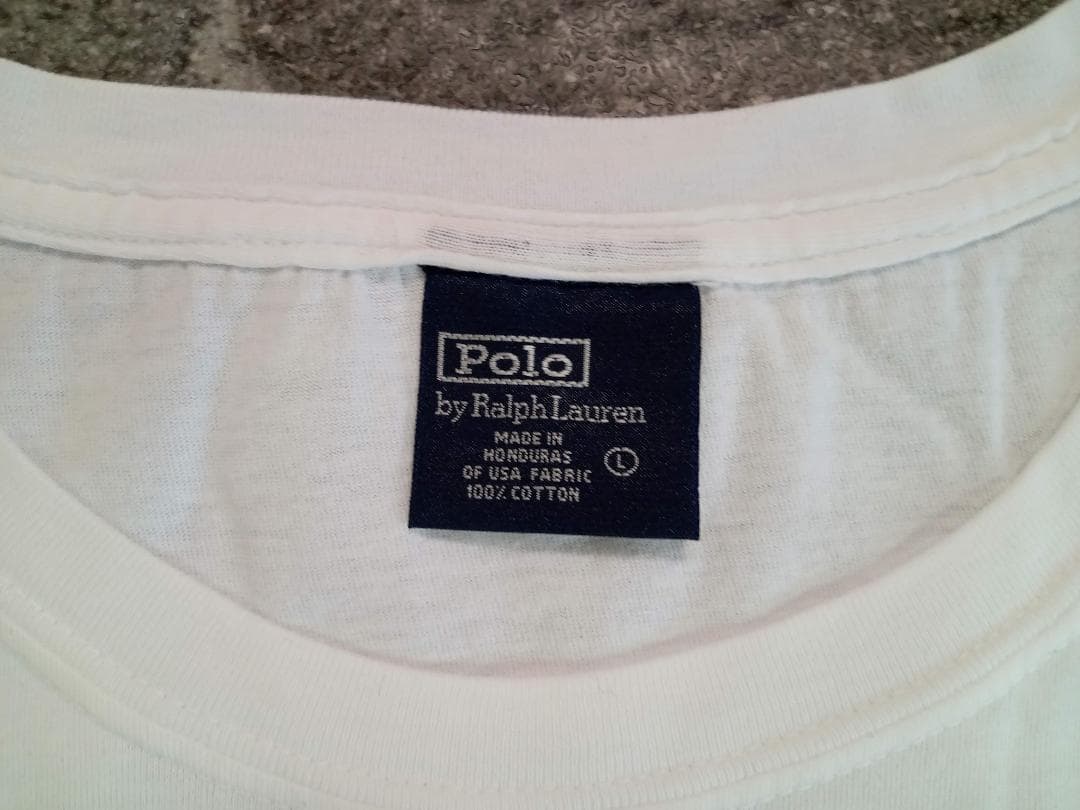 Polo
by Ralph Lauren
MADE IN
HONDURAS
OF USA FABRIC
100% COTTON
L